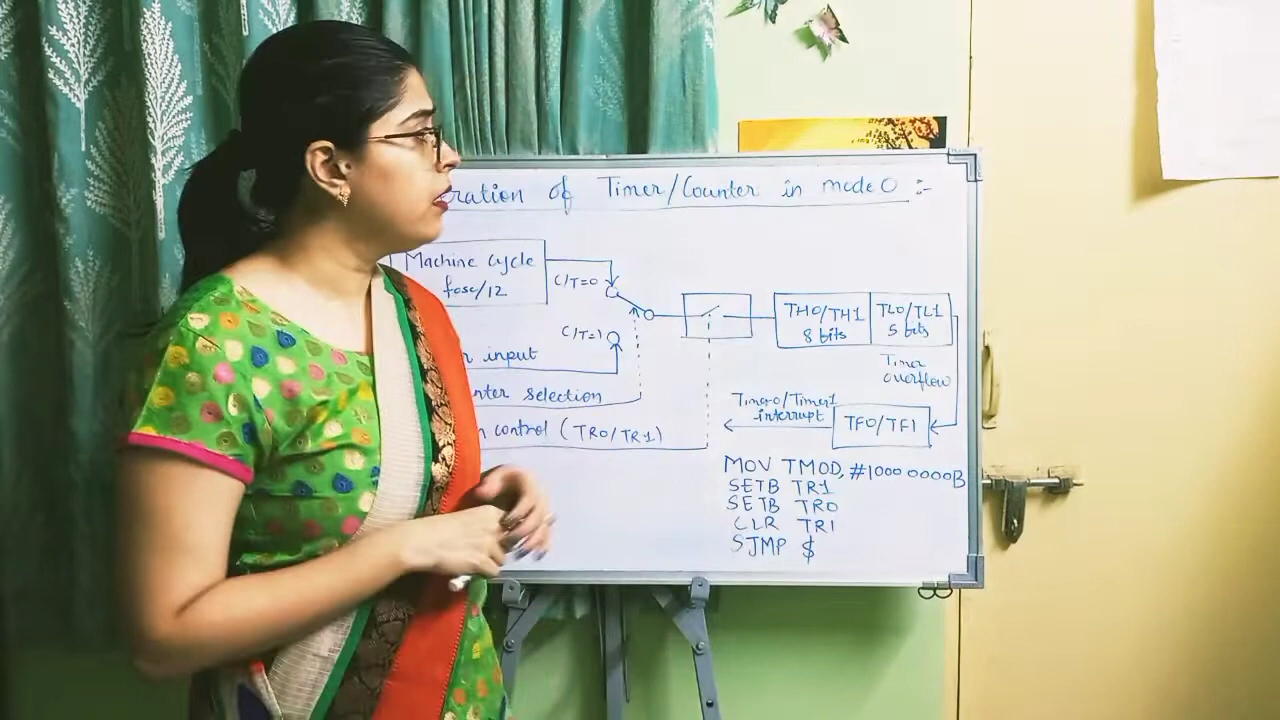 ration of Timer/Counter in mode 0 :-
Machine cycle
fosc/12
C/T=0
C/T=1
input
nter selection
control (TR0/TR1)
TH0/TH1
8 bits
TL0/TL1
5 bits
Timer
overflow
Timer0/Timer1
interrupt
TF0/TF1
MOV TMOD, #1000 0000B
SETB TR1
SETB TR0
CLR TR1
SJMP $